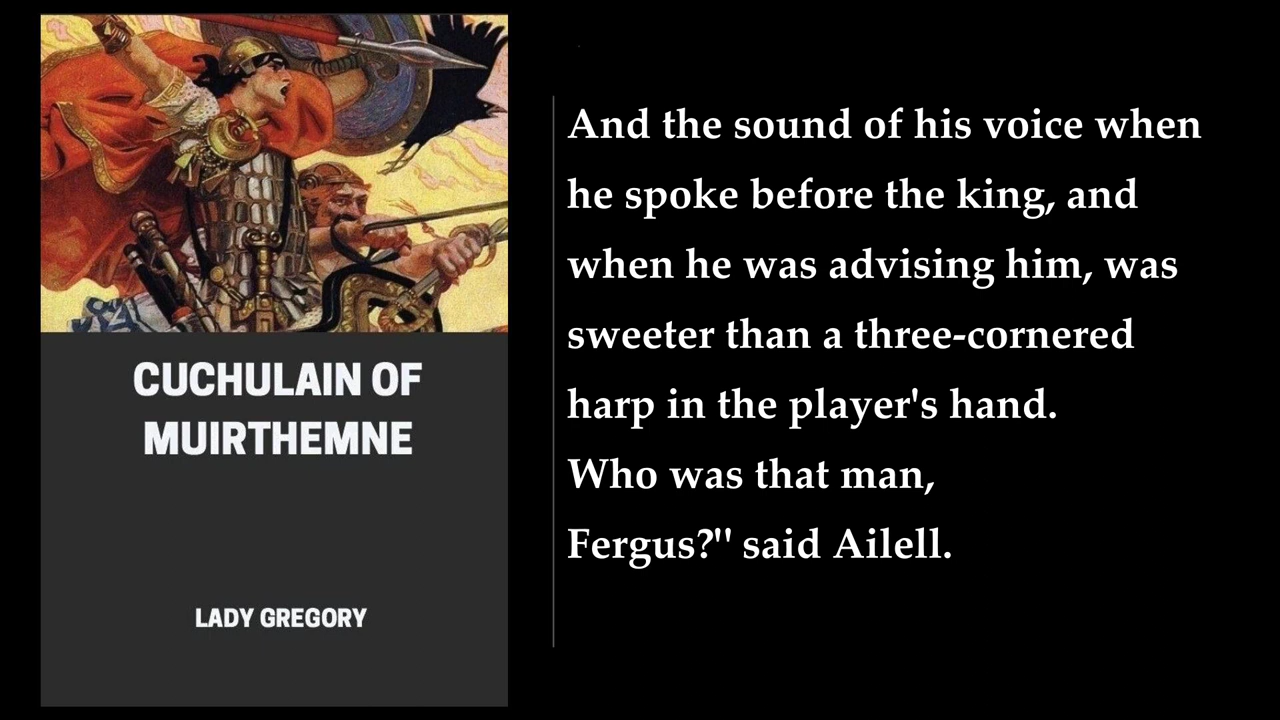 CUCHULAIN OF
MUIRTHEMNE
LADY GREGORY
And the sound of his voice when
he spoke before the king, and
when he was advising him, was
sweeter than a three-cornered
harp in the player's hand.
Who was that man,
Fergus?" said Ailell.